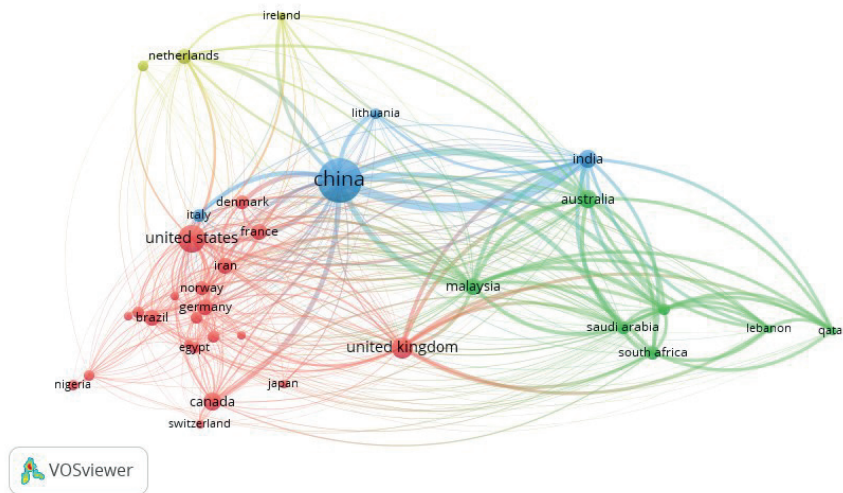 ireland
netherlands
lithuania
india
china
australia
denmark
italy
united states
france
iran
malaysia
norway
germany
brazil
saudi arabia
lebanon
qata
united kingdom
egypt
south africa
nigeria
japan
canada
switzerland
VOSviewer